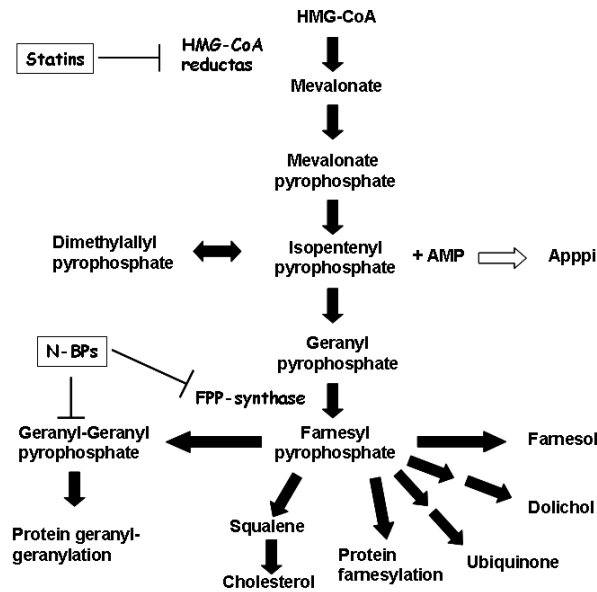 HMG-CoA
Statins
HMG-CoA
reductas
Mevalonate
Mevalonate
pyrophosphate
Dimethylallyl
pyrophosphate
Isopentenyl
pyrophosphate
+ AMP
Apppi
Geranyl
pyrophosphate
N-BPs
FPP-synthase
Geranyl-Geranyl
pyrophosphate
Farnesyl
pyrophosphate
Farnesol
Dolichol
Protein geranyl-
geranylation
Squalene
Cholesterol
Protein
farnesylation
Ubiquinone